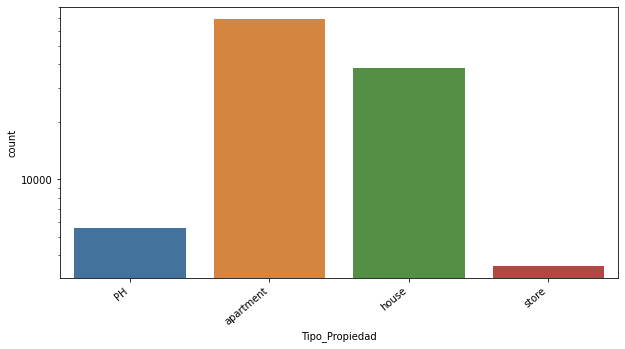 count
10000
PH
apartment
house
store
Tipo_Propiedad